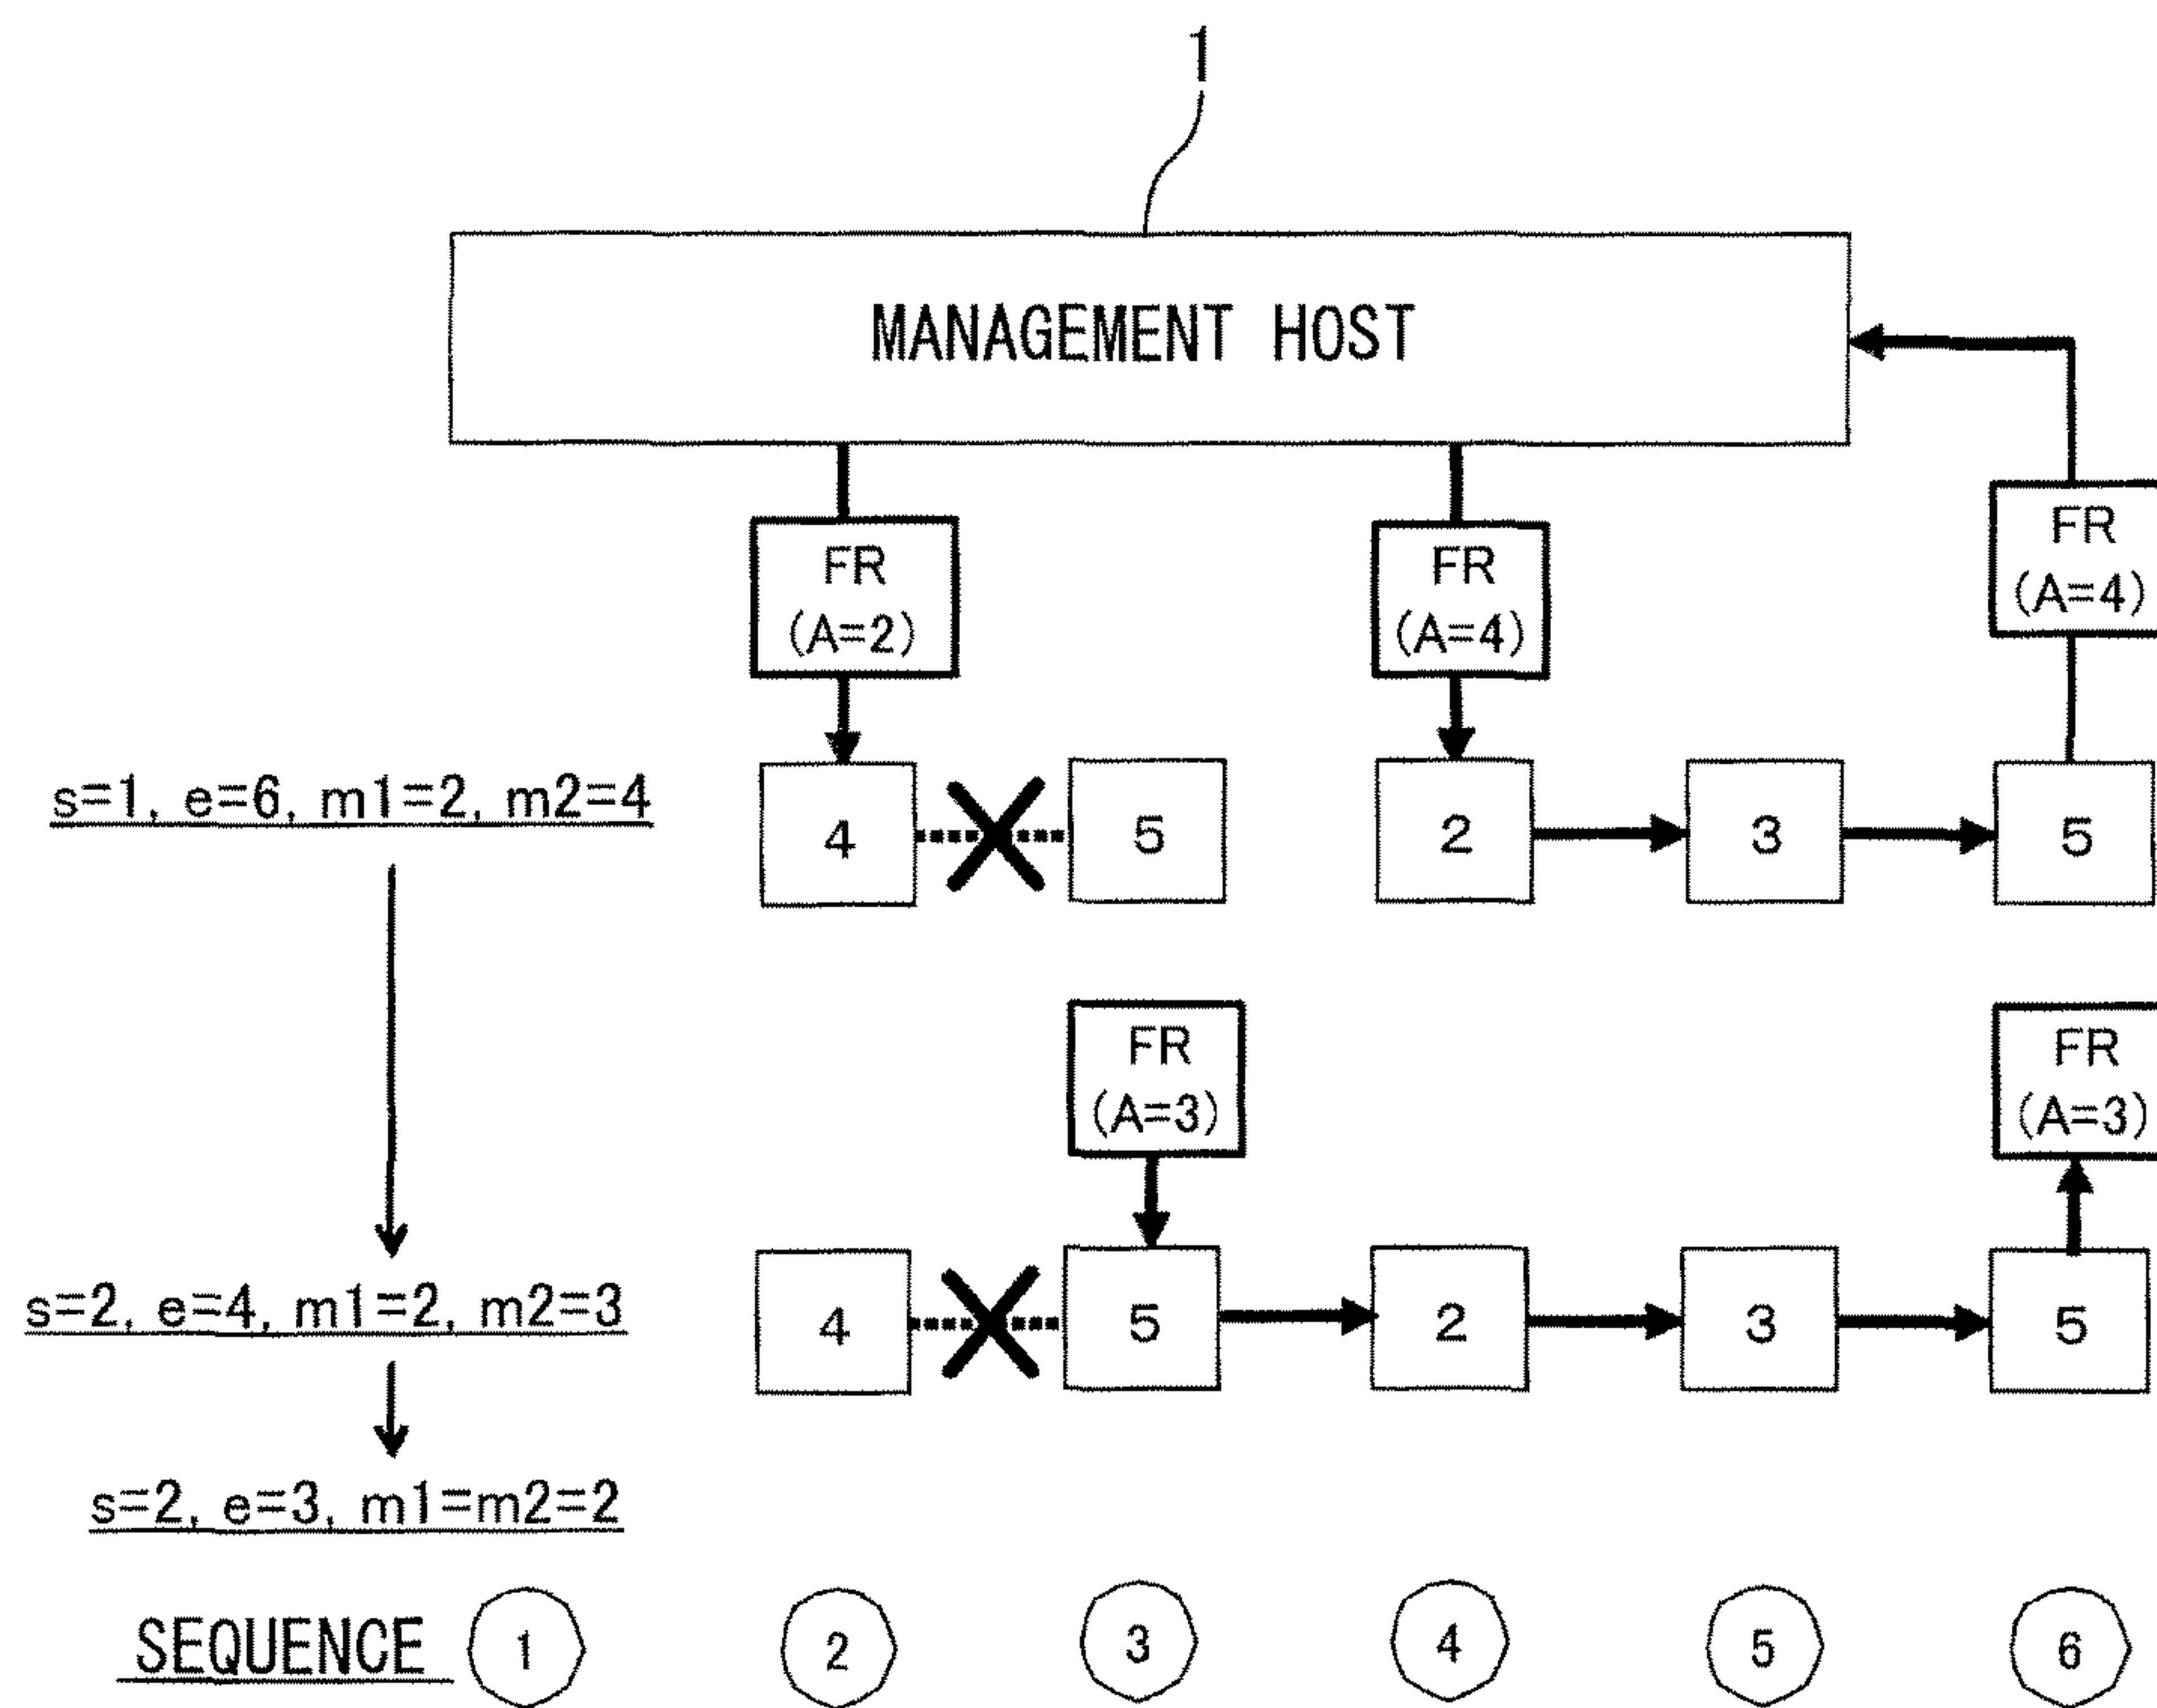 1
MANAGEMENT HOST
FR
(A=2)
FR
(A=4)
FR
(A=4)
s=1, e=6, m1=2, m2=4
4
5
2
3
5
FR
(A=3)
FR
(A=3)
s=2, e=4, m1=2, m2=3
4
5
2
3
5
s=2, e=3, m1=m2=2
SEQUENCE 1 2 3 4 5 6